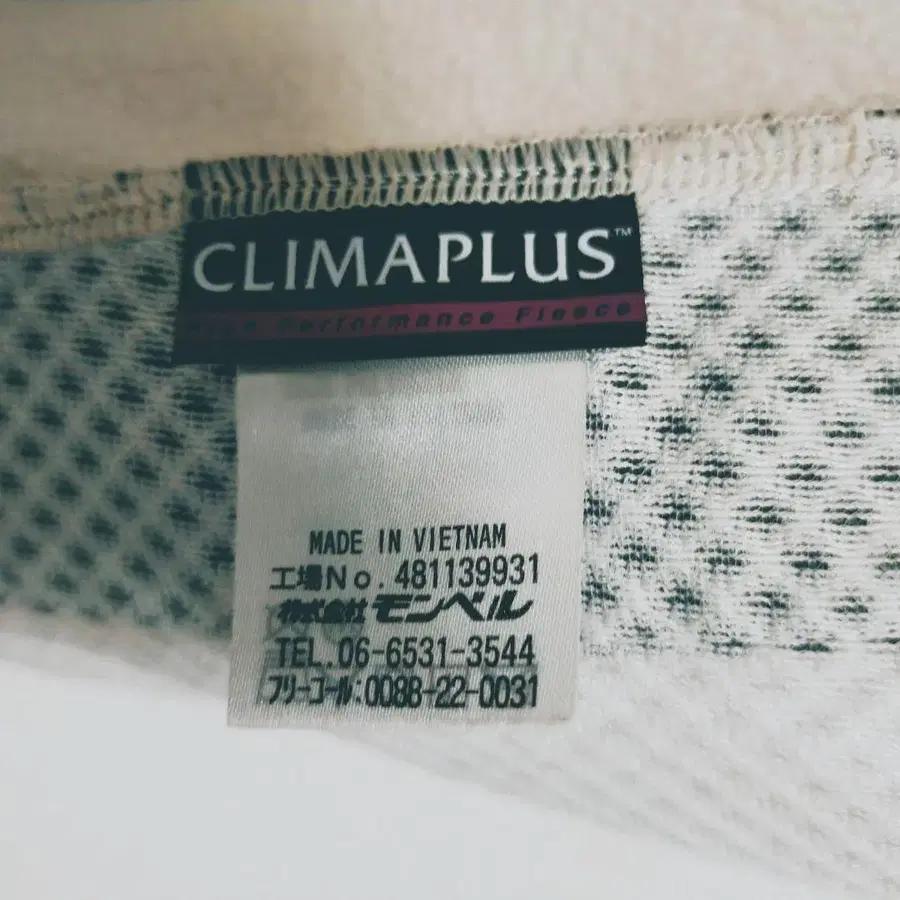 CLIMAPLUS™
High Performance Fleece
MADE IN VIETNAM
工場No. 481139931
株式会社モンベル
TEL.06-6531-3544
フリーコール:0088-22-0031